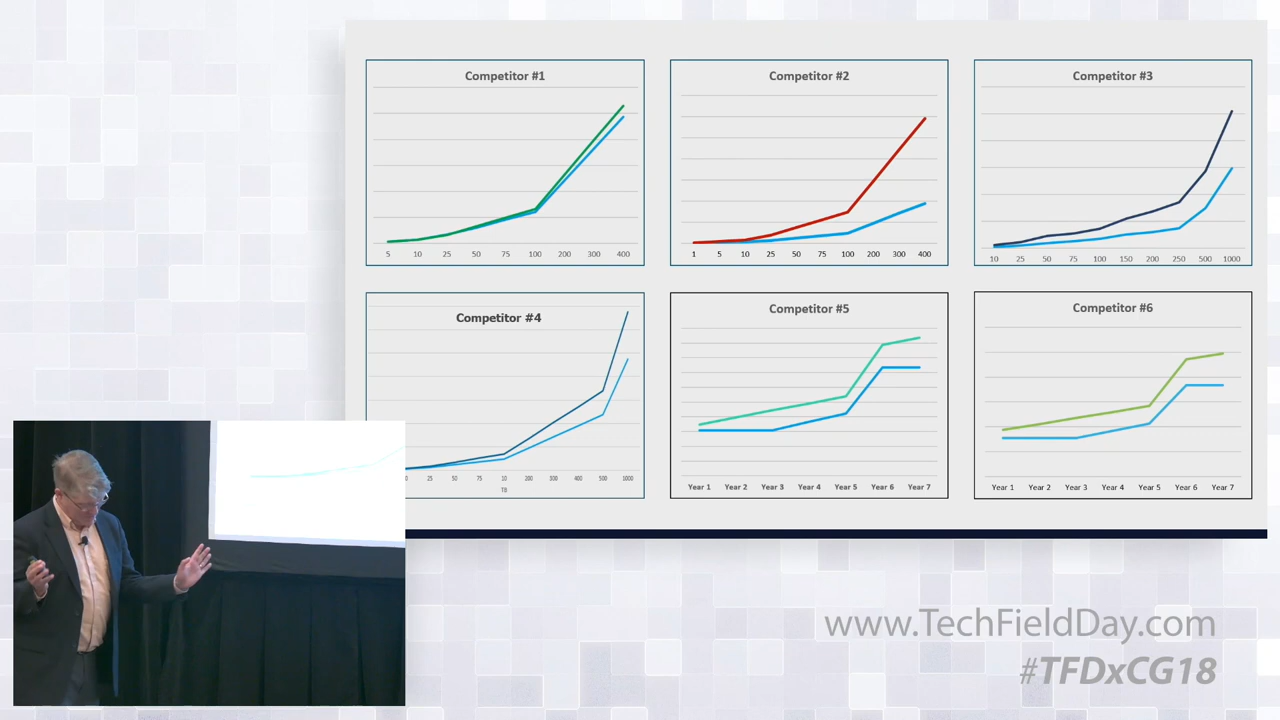 Competitor #1
5 10 25 50 75 100 200 300 400
Competitor #2
1 5 10 25 50 75 100 200 300 400
Competitor #3
10 25 50 75 100 150 200 250 500 1000
Competitor #4
25 50 75 10 200 300 400 500 1000
TB
Competitor #5
Year 1 Year 2 Year 3 Year 4 Year 5 Year 6 Year 7
Competitor #6
Year 1 Year 2 Year 3 Year 4 Year 5 Year 6 Year 7
www.TechFieldDay.com
#TFDxCG18